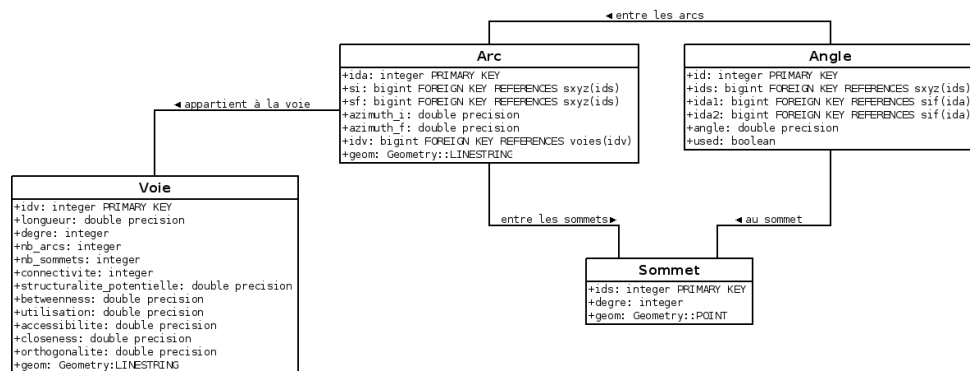 ◄entre les arcs
Arc
+ida: integer PRIMARY KEY
+si: bigint FOREIGN KEY REFERENCES sxyz(ids)
+sf: bigint FOREIGN KEY REFERENCES sxyz(ids)
+azimuth_i: double precision
+azimuth_f: double precision
+idv: bigint FOREIGN KEY REFERENCES voies(idv)
+geom: Geometry::LINESTRING
Angle
+id: integer PRIMARY KEY
+ids: bigint FOREIGN KEY REFERENCES sxyz(ids)
+ida1: bigint FOREIGN KEY REFERENCES sif(ida)
+ida2: bigint FOREIGN KEY REFERENCES sif(ida)
+angle: double precision
+used: boolean
◄appartient à la voie
Voie
+idv: integer PRIMARY KEY
+longueur: double precision
+degre: integer
+nb_arcs: integer
+nb_sommets: integer
+connectivite: integer
+structuralite_potentielle: double precision
+betweenness: double precision
+utilisation: double precision
+accessibilite: double precision
+closeness: double precision
+orthogonalite: double precision
+geom: Geometry::LINESTRING
entre les sommets►
◄au sommet
Sommet
+ids: integer PRIMARY KEY
+degre: integer
+geom: Geometry::POINT